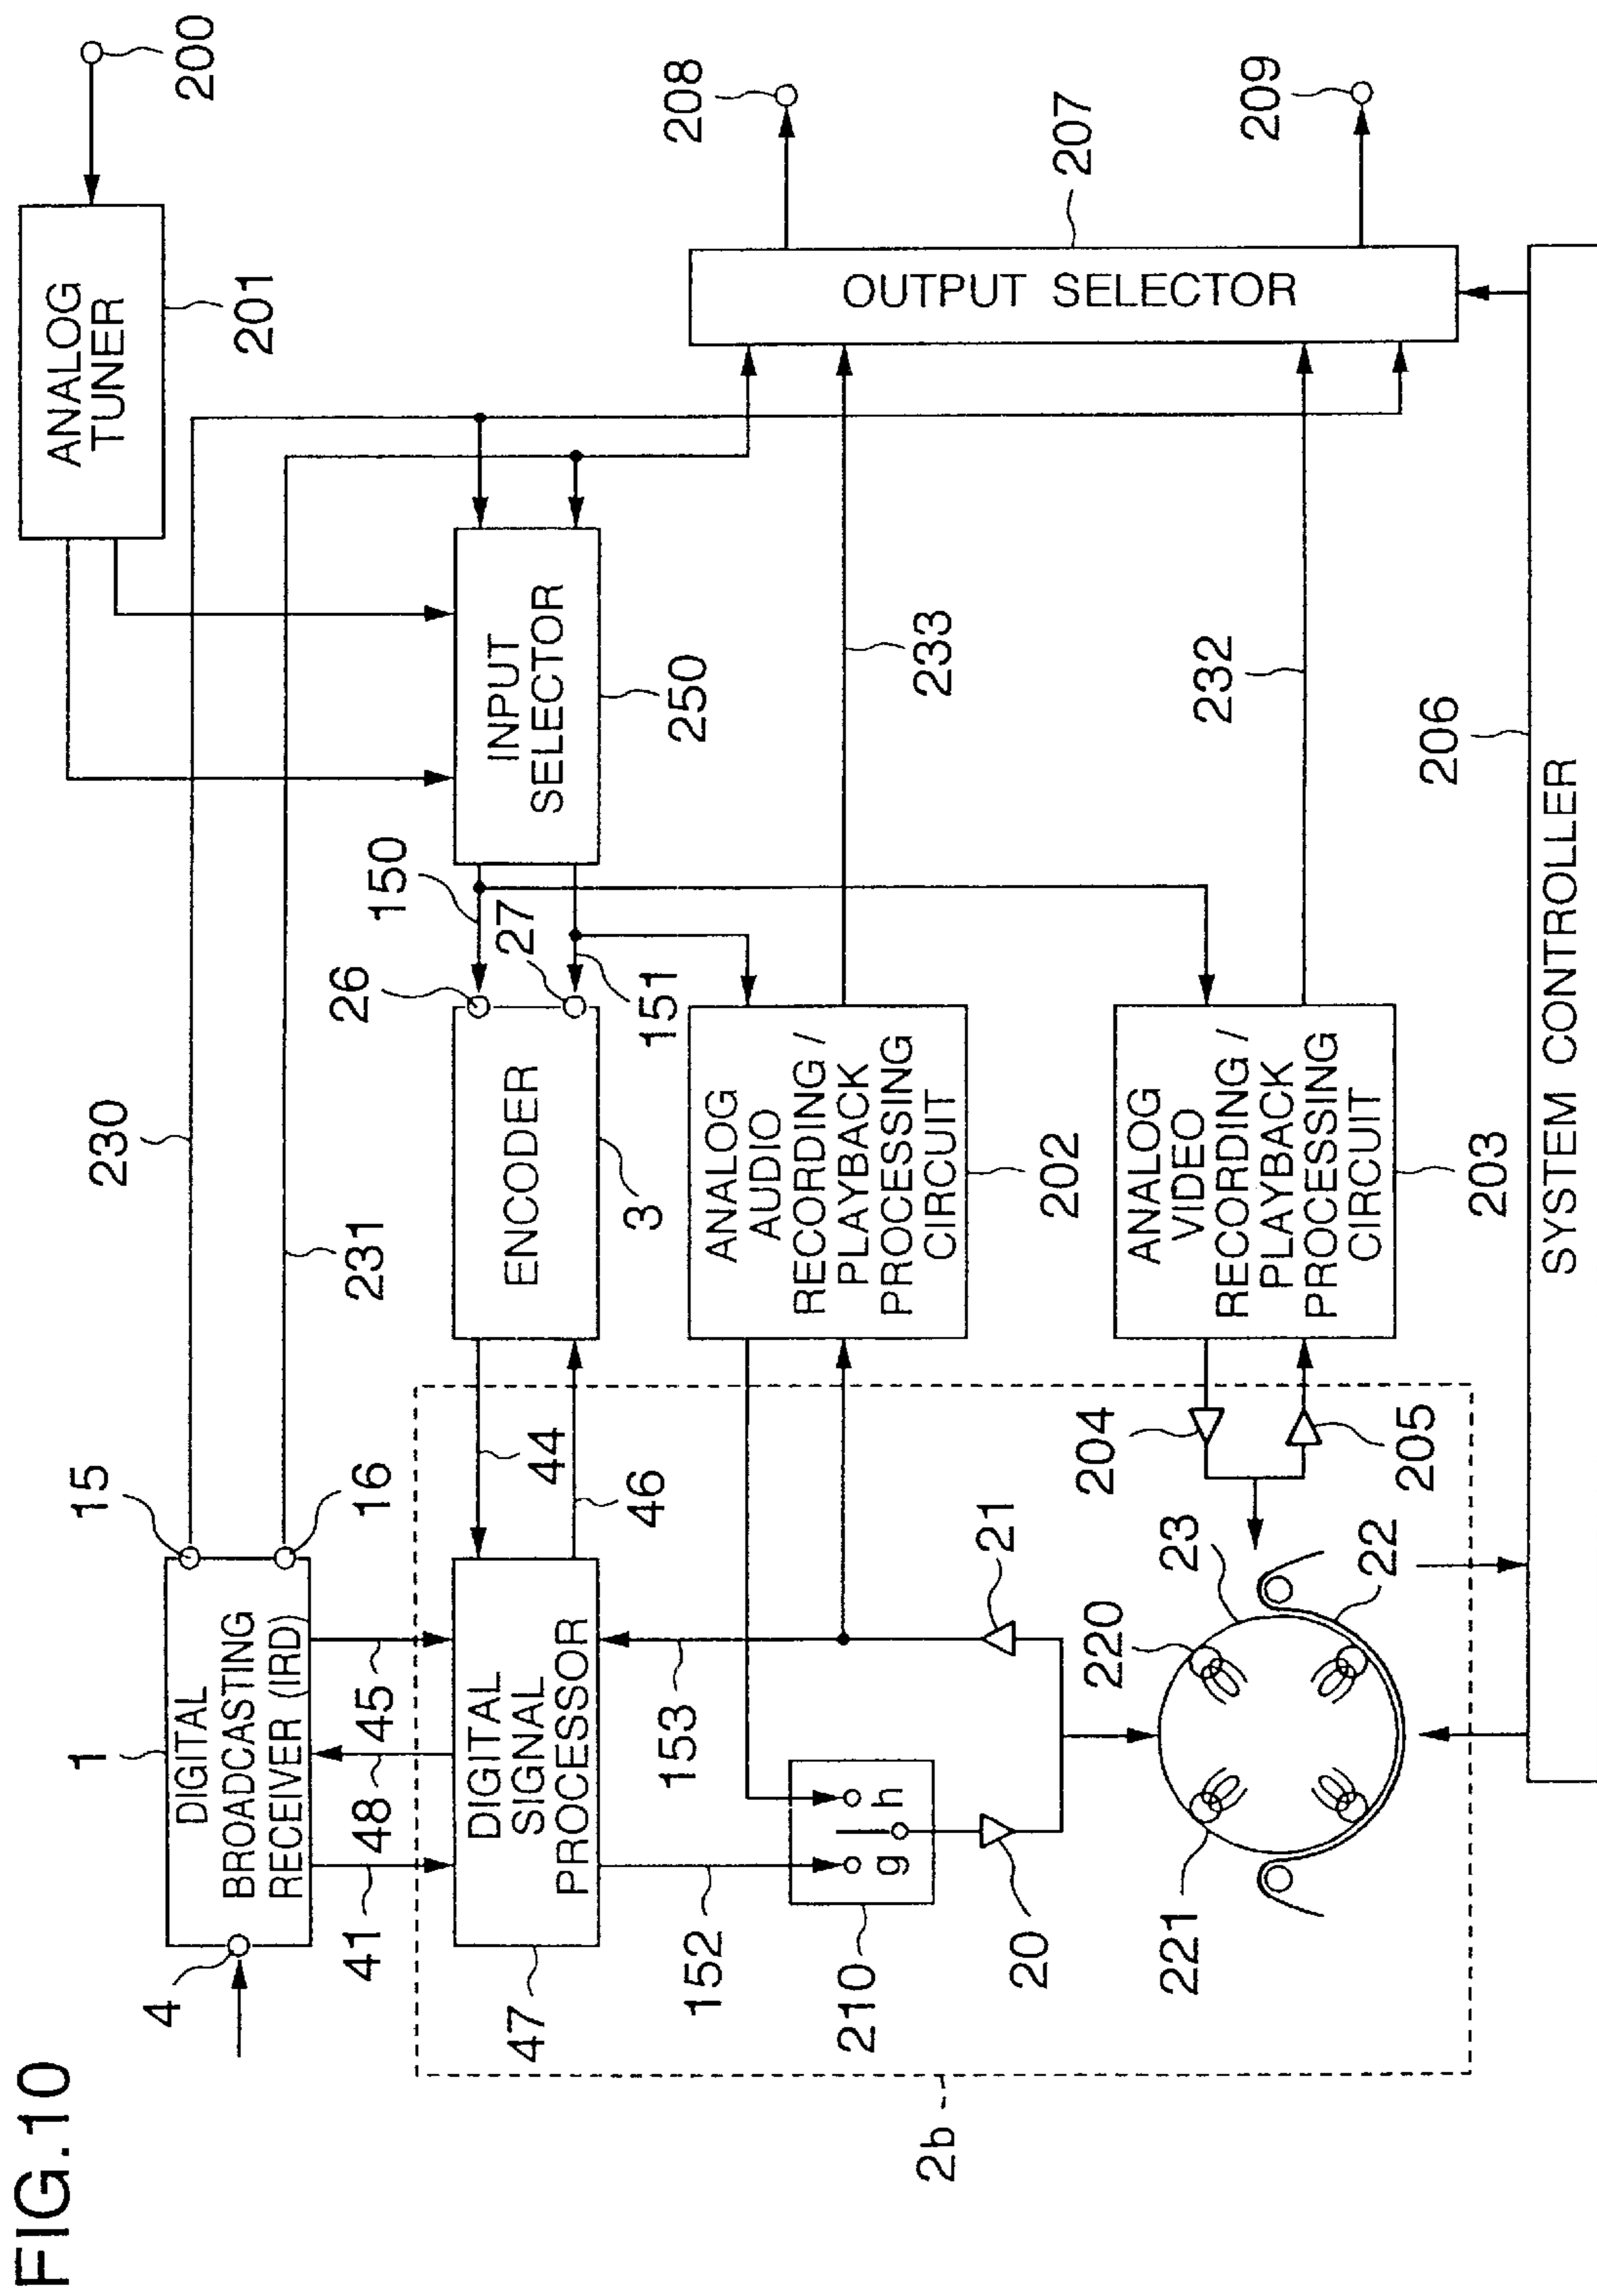 FIG.10
4
1
DIGITAL
BROADCASTING
RECEIVER (IRD)
15
16
230
231
ANALOG
TUNER
201
200
41
48
45
47
DIGITAL
SIGNAL
PROCESSOR
44
46
ENCODER
3
26
27
150
151
INPUT
SELECTOR
250
2b
152
153
210
g
h
20
21
ANALOG
AUDIO
RECORDING /
PLAYBACK
PROCESSING
CIRCUIT
202
233
208
207
OUTPUT SELECTOR
209
221
220
23
22
204
205
ANALOG
VIDEO
RECORDING /
PLAYBACK
PROCESSING
CIRCUIT
203
232
206
SYSTEM CONTROLLER